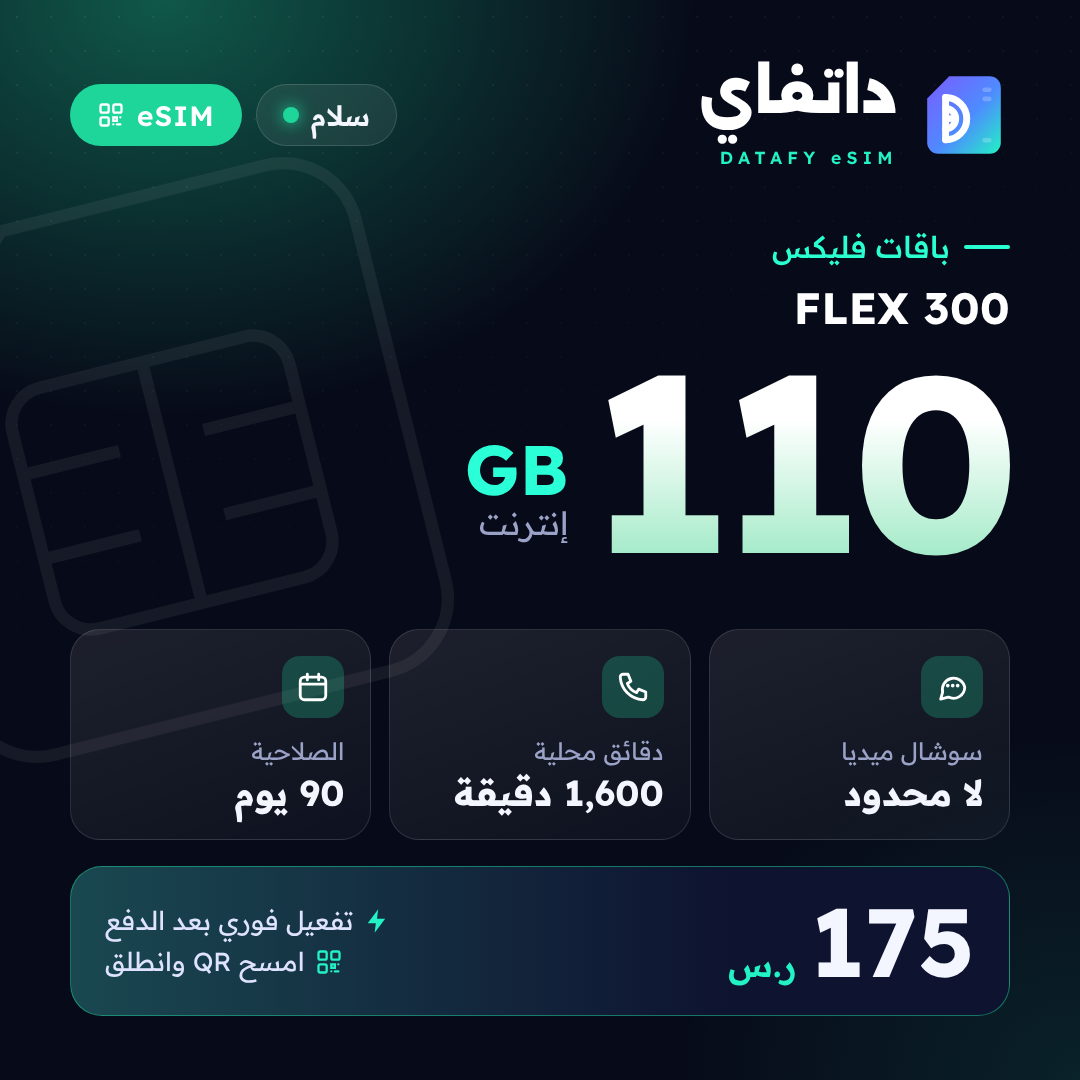 داتفاي
DATAFY eSIM
سلام
eSIM
باقات فليكس
FLEX 300
110
GB
إنترنت
سوشال ميديا
لا محدود
دقائق محلية
1,600 دقيقة
الصلاحية
90 يوم
175 ر.س
تفعيل فوري بعد الدفع
امسح QR وانطلق